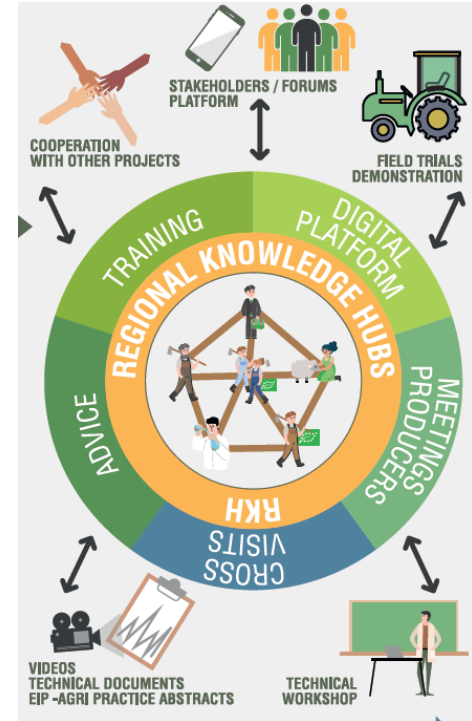 STAKEHOLDERS / FORUMS
PLATFORM
COOPERATION
WITH OTHER PROJECTS
FIELD TRIALS
DEMONSTRATION
TRAINING
DIGITAL
PLATFORM
REGIONAL KNOWLEDGE HUBS
ADVICE
MEETINGS
PRODUCERS
RKH
CROSS
VISITS
VIDEOS
TECHNICAL DOCUMENTS
EIP -AGRI PRACTICE ABSTRACTS
TECHNICAL
WORKSHOP